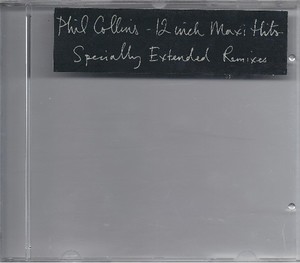 Phil Collins - 12 inch Maxi Hits
Specially Extended Remixes